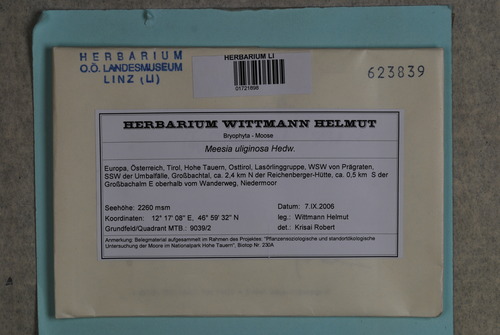 HERBARIUM
O.Ö. LANDESMUSEUM
LINZ (LI)
HERBARIUM LI
01721898
623839
HERBARIUM WITTMANN HELMUT
Bryophyta - Moose
Meesia uliginosa Hedw.
Europa, Österreich, Tirol, Hohe Tauern, Osttirol, Lasörlinggruppe, WSW von Prägraten,
SSW der Umbalfälle, Großbachtal, ca. 2.4 km N der Reichenberger-Hütte, ca. 0,5 km S der
Großbachalm E oberhalb vom Wanderweg, Niedermoor
Seehöhe: 2260 msm Datum: 7.IX.2006
Koordinaten: 12° 17' 08" E, 46° 59' 32" N leg.: Wittmann Helmut
Grundfeld/Quadrant MTB.: 9039/2 det.: Krisai Robert
Anmerkung: Belegmaterial aufgesammelt im Rahmen des Projektes: "Pflanzensoziologische und standortökologische
Untersuchung der Moore im Nationalpark Hohe Tauern", Biotop Nr. 230A